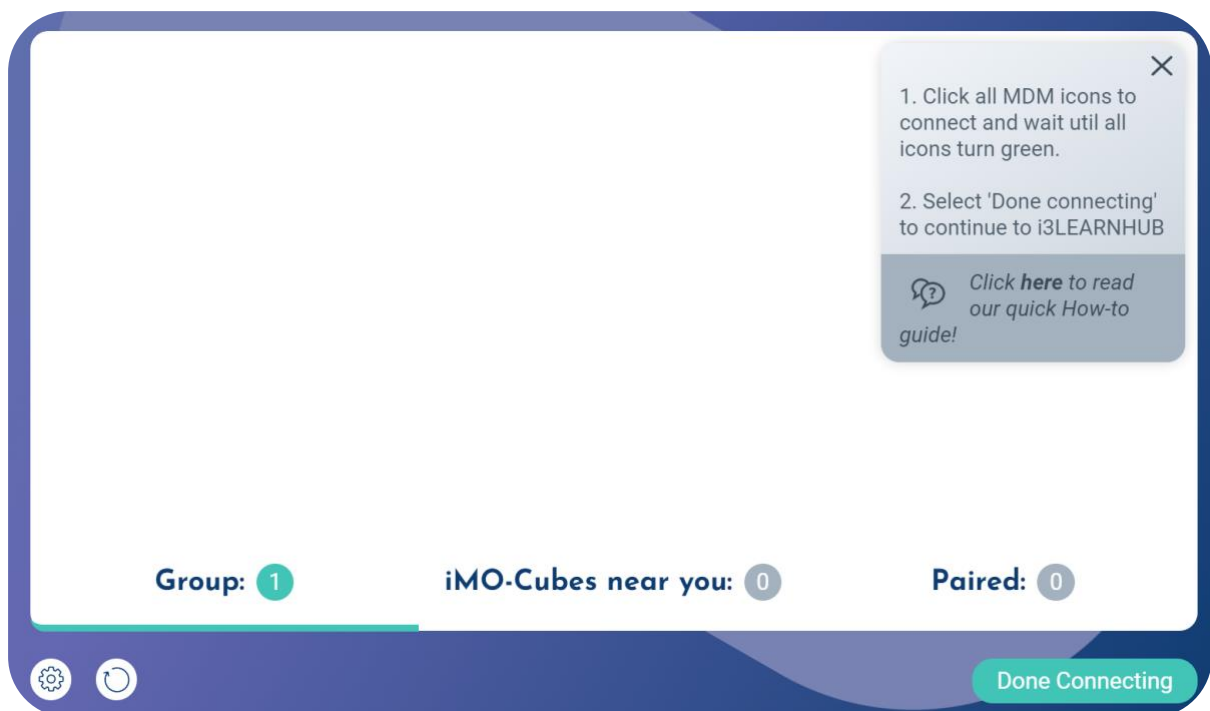 1. Click all MDM icons to
connect and wait util all
icons turn green.
2. Select 'Done connecting'
to continue to i3LEARNHUB
Click here to read
our quick How-to
guide!
Group: 1
iMO-Cubes near you: 0
Paired: 0
Done Connecting